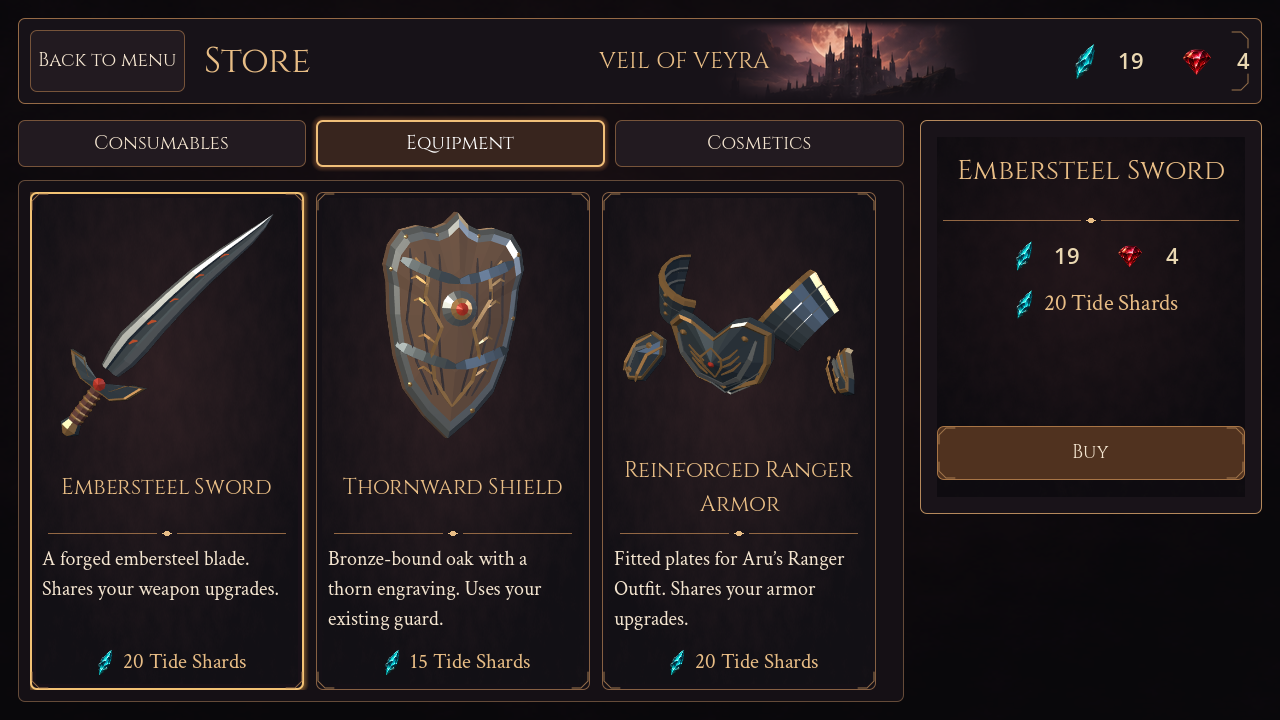 Back to menu
Store
VEIL OF VEYRA
19
4
Consumables
Equipment
Cosmetics
Embersteel Sword
A forged embersteel blade.
Shares your weapon upgrades.
20 Tide Shards
Thornward Shield
Bronze-bound oak with a
thorn engraving. Uses your
existing guard.
15 Tide Shards
Reinforced Ranger
Armor
Fitted plates for Aru's Ranger
Outfit. Shares your armor
upgrades.
20 Tide Shards
Embersteel Sword
19
4
20 Tide Shards
Buy